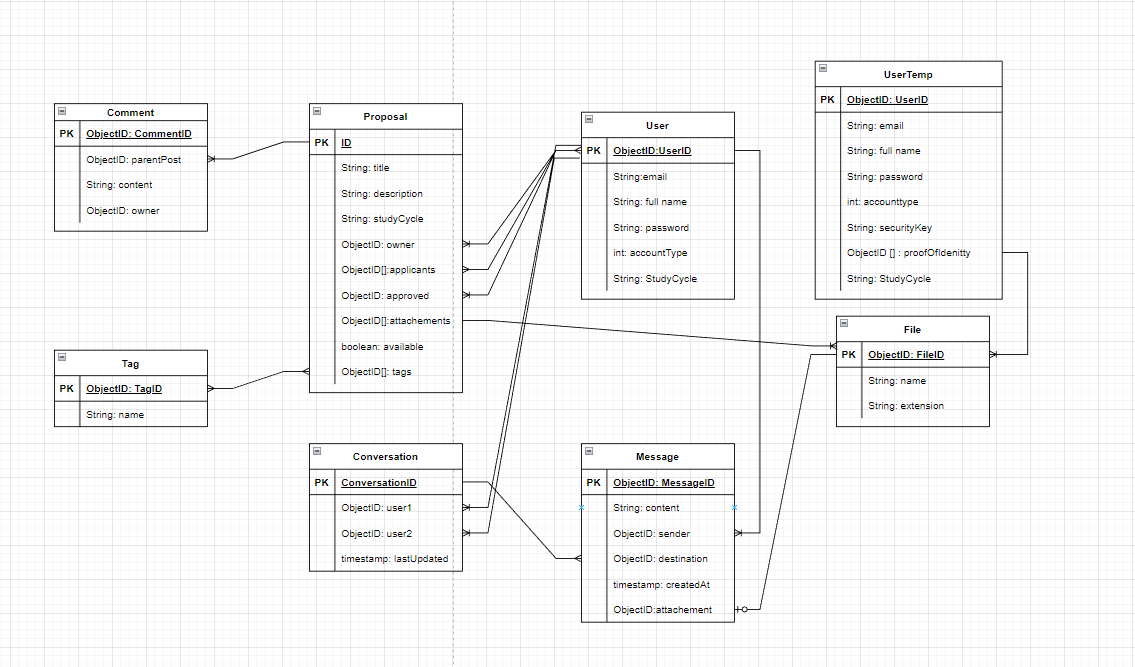 Comment
PK ObjectID: CommentID
ObjectID: parentPost
String: content
ObjectID: owner
Proposal
PK ID
String: title
String: description
String: studyCycle
ObjectID: owner
ObjectID[]:applicants
ObjectID: approved
ObjectID[]:attachements
boolean: available
ObjectID[]: tags
User
PK ObjectID:UserID
String:email
String: full name
String: password
int: accountType
String: StudyCycle
UserTemp
PK ObjectID: UserID
String: email
String: full name
String: password
int: accounttype
String: securityKey
ObjectID [] : proofOfIdenitty
String: StudyCycle
File
PK ObjectID: FileID
String: name
String: extension
Tag
PK ObjectID: TagID
String: name
Conversation
PK ConversationID
ObjectID: user1
ObjectID: user2
timestamp: lastUpdated
Message
PK ObjectID: MessageID
String: content
ObjectID: sender
ObjectID: destination
timestamp: createdAt
ObjectID:attachement